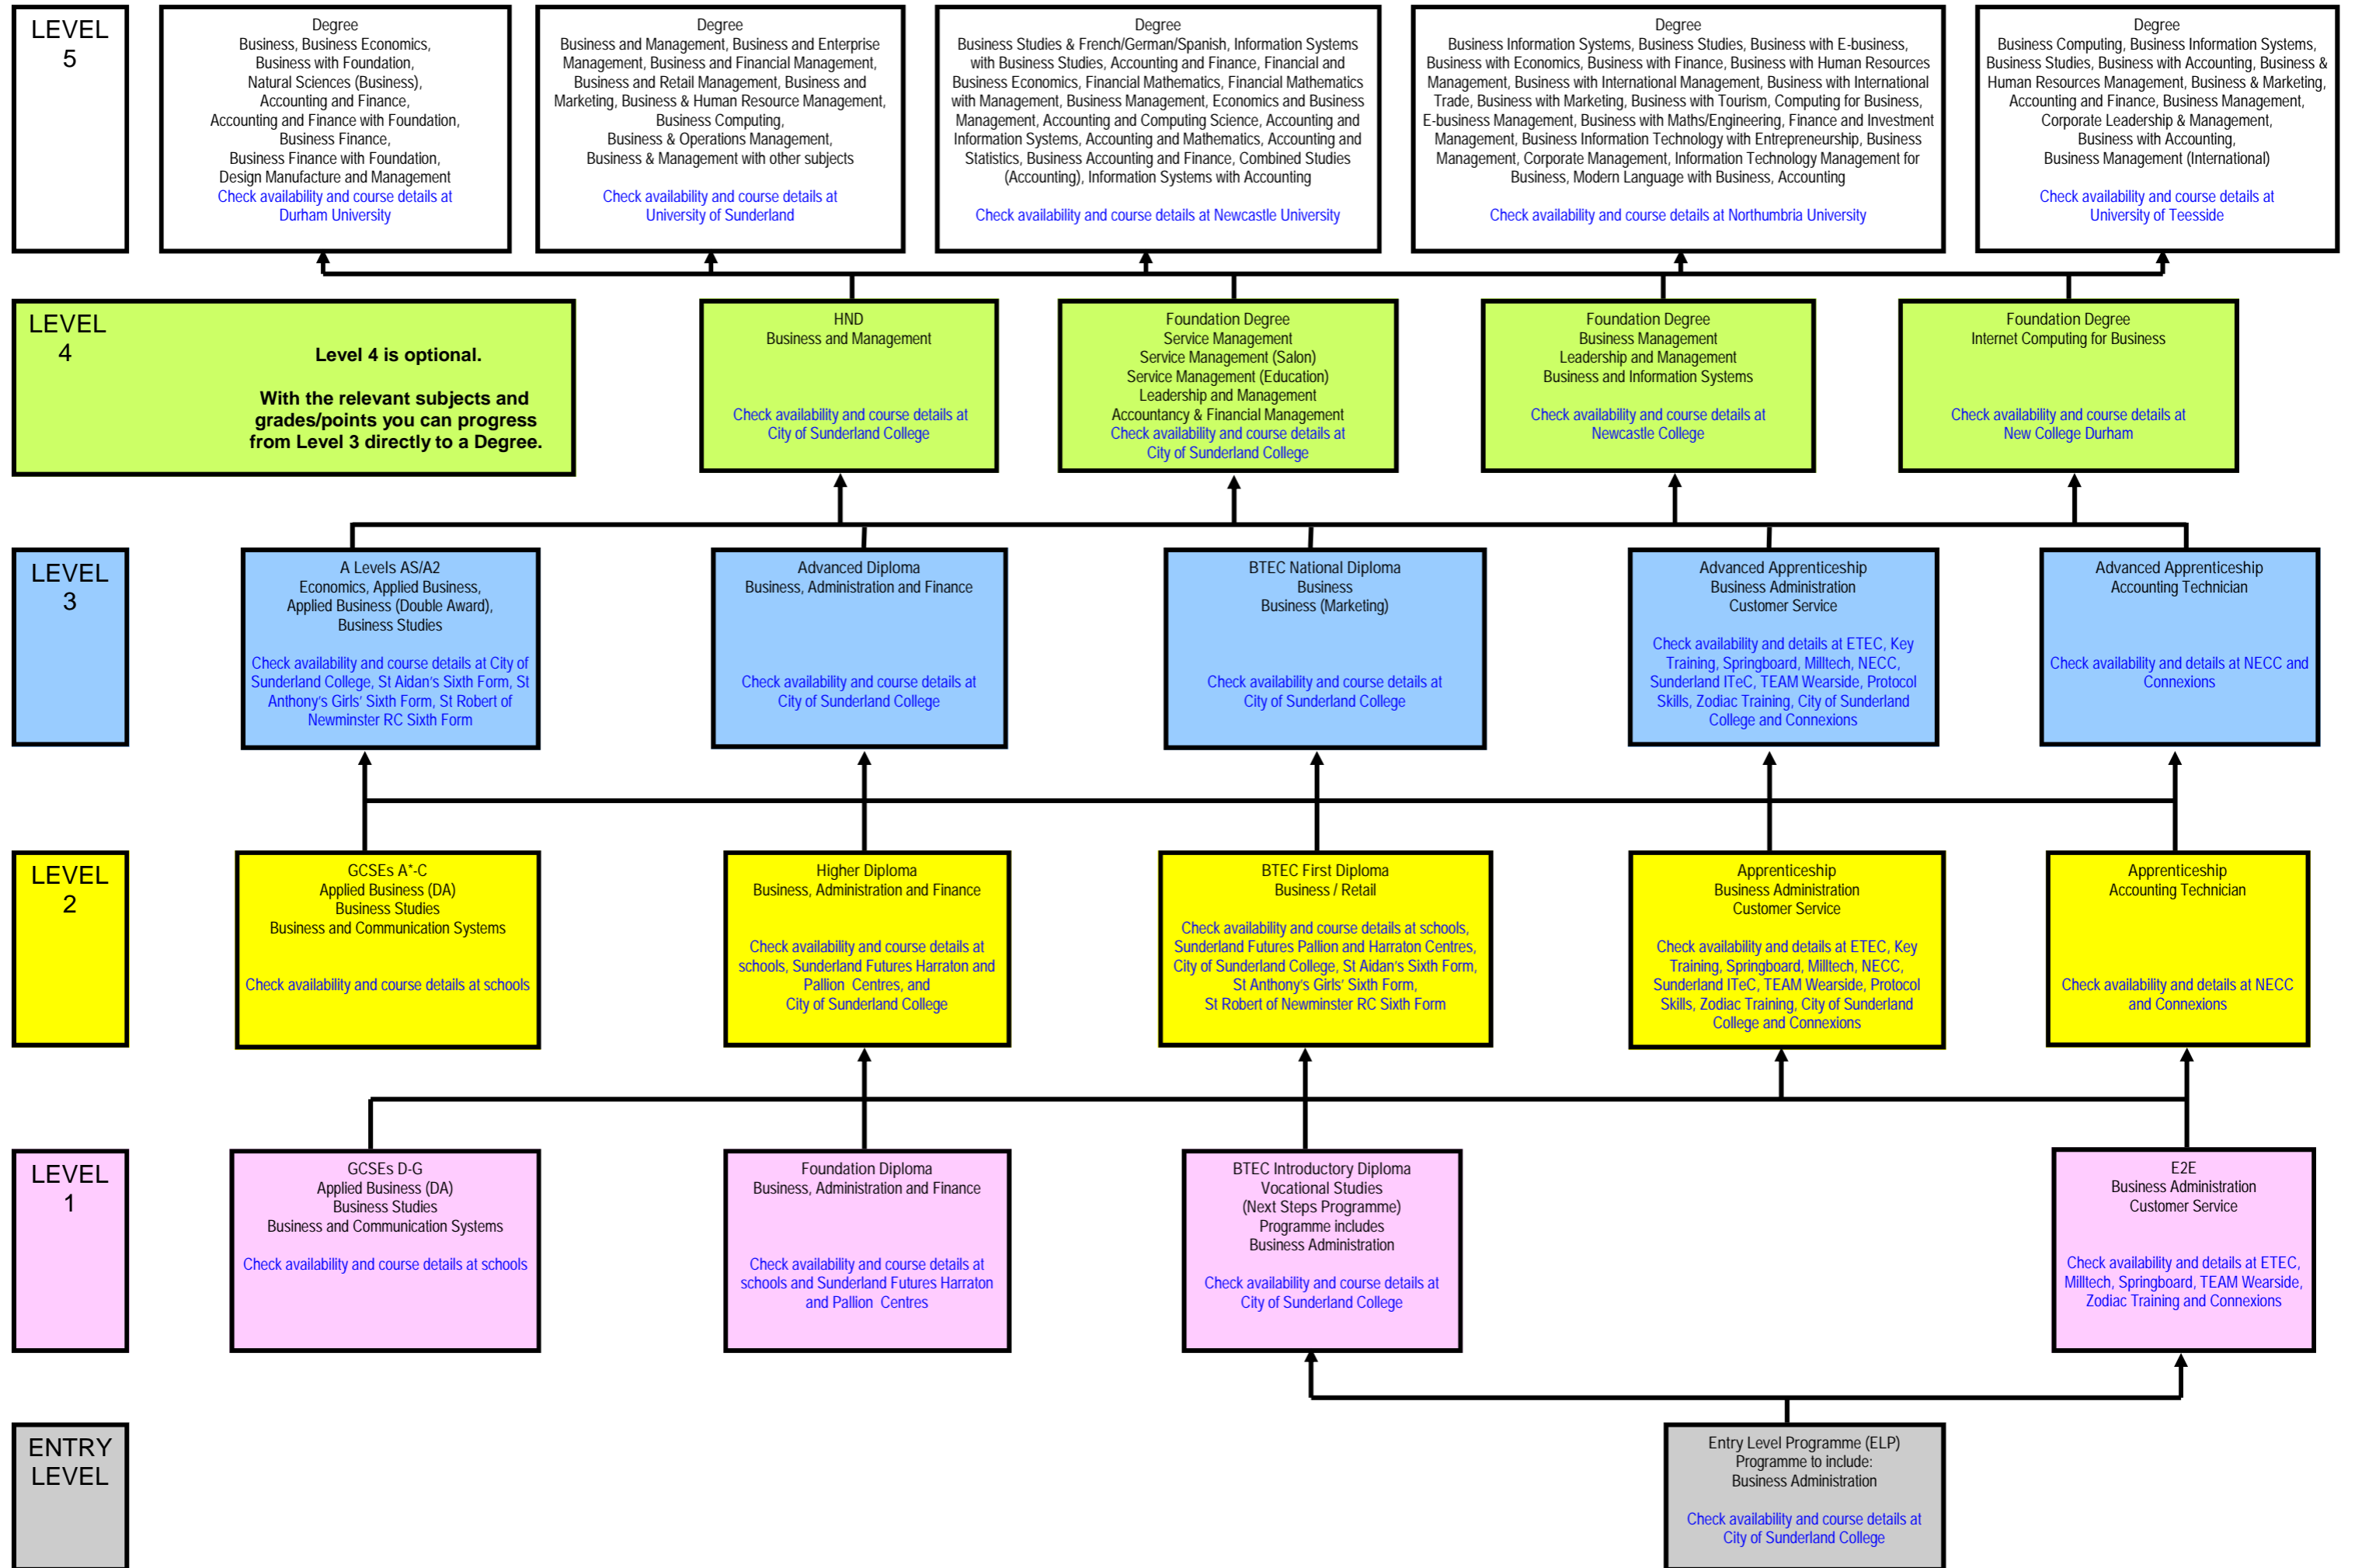 LEVEL
5
Degree
Business, Business Economics,
Business with Foundation,
Natural Sciences (Business),
Accounting and Finance,
Accounting and Finance with Foundation,
Business Finance,
Business Finance with Foundation,
Design Manufacture and Management
Check availability and course details at
Durham University
Degree
Business and Management, Business and Enterprise
Management, Business and Financial Management,
Business and Retail Management, Business and
Marketing, Business & Human Resource Management,
Business Computing,
Business & Operations Management,
Business & Management with other subjects
Check availability and course details at
University of Sunderland
Degree
Business Studies & French/German/Spanish, Information Systems
with Business Studies, Accounting and Finance, Financial and
Business Economics, Financial Mathematics, Financial Mathematics
with Management, Business Management, Economics and Business
Management, Accounting and Computing Science, Accounting and
Information Systems, Accounting and Mathematics, Accounting and
Statistics, Business Accounting and Finance, Combined Studies
(Accounting), Information Systems with Accounting
Check availability and course details at Newcastle University
Degree
Business Information Systems, Business Studies, Business with E-business,
Business with Economics, Business with Finance, Business with Human Resources
Management, Business with International Management, Business with International
Trade, Business with Marketing, Business with Tourism, Computing for Business,
E-business Management, Business with Maths/Engineering, Finance and Investment
Management, Business Information Technology with Entrepreneurship, Business
Management, Corporate Management, Information Technology Management for
Business, Modern Language with Business, Accounting
Check availability and course details at Northumbria University
Degree
Business Computing, Business Information Systems,
Business Studies, Business with Accounting, Business &
Human Resources Management, Business & Marketing,
Accounting and Finance, Business Management,
Corporate Leadership & Management,
Business with Accounting,
Business Management (International)
Check availability and course details at
University of Teesside
LEVEL
4
Level 4 is optional.
With the relevant subjects and
grades/points you can progress
from Level 3 directly to a Degree.
HND
Business and Management
Check availability and course details at
City of Sunderland College
Foundation Degree
Service Management
Service Management (Salon)
Service Management (Education)
Leadership and Management
Accountancy & Financial Management
Check availability and course details at
City of Sunderland College
Foundation Degree
Business Management
Leadership and Management
Business and Information Systems
Check availability and course details at
Newcastle College
Foundation Degree
Internet Computing for Business
Check availability and course details at
New College Durham
LEVEL
3
A Levels AS/A2
Economics, Applied Business,
Applied Business (Double Award),
Business Studies
Check availability and course details at City of
Sunderland College, St Aidan's Sixth Form, St
Anthony's Girls' Sixth Form, St Robert of
Newminster RC Sixth Form
Advanced Diploma
Business, Administration and Finance
Check availability and course details at
City of Sunderland College
BTEC National Diploma
Business
Business (Marketing)
Check availability and course details at
City of Sunderland College
Advanced Apprenticeship
Business Administration
Customer Service
Check availability and details at ETEC, Key
Training, Springboard, Milltech, NECC,
Sunderland ITeC, TEAM Wearside, Protocol
Skills, Zodiac Training, City of Sunderland
College and Connexions
Advanced Apprenticeship
Accounting Technician
Check availability and details at NECC and
Connexions
LEVEL
2
GCSEs A*-C
Applied Business (DA)
Business Studies
Business and Communication Systems
Check availability and course details at schools
Higher Diploma
Business, Administration and Finance
Check availability and course details at
schools, Sunderland Futures Harraton and
Pallion Centres, and
City of Sunderland College
BTEC First Diploma
Business / Retail
Check availability and course details at schools,
Sunderland Futures Pallion and Harraton Centres,
City of Sunderland College, St Aidan's Sixth Form,
St Anthony's Girls' Sixth Form,
St Robert of Newminster RC Sixth Form
Apprenticeship
Business Administration
Customer Service
Check availability and details at ETEC, Key
Training, Springboard, Milltech, NECC,
Sunderland ITeC, TEAM Wearside, Protocol
Skills, Zodiac Training, City of Sunderland
College and Connexions
Apprenticeship
Accounting Technician
Check availability and details at NECC
and Connexions
LEVEL
1
GCSEs D-G
Applied Business (DA)
Business Studies
Business and Communication Systems
Check availability and course details at schools
Foundation Diploma
Business, Administration and Finance
Check availability and course details at
schools and Sunderland Futures Harraton
and Pallion Centres
BTEC Introductory Diploma
Vocational Studies
(Next Steps Programme)
Programme includes
Business Administration
Check availability and course details at
City of Sunderland College
E2E
Business Administration
Customer Service
Check availability and details at ETEC,
Milltech, Springboard, TEAM Wearside,
Zodiac Training and Connexions
ENTRY
LEVEL
Entry Level Programme (ELP)
Programme to include:
Business Administration
Check availability and course details at
City of Sunderland College